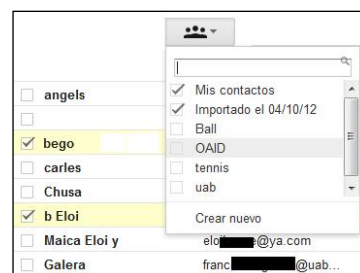 angels
bego
carles
Chusa
b Eloi
Maica Eloi y
Galera
Mis contactos
Importado el 04/10/12
Ball
OAID
tennis
uab
Crear nuevo
@ya.com
franc @uab...